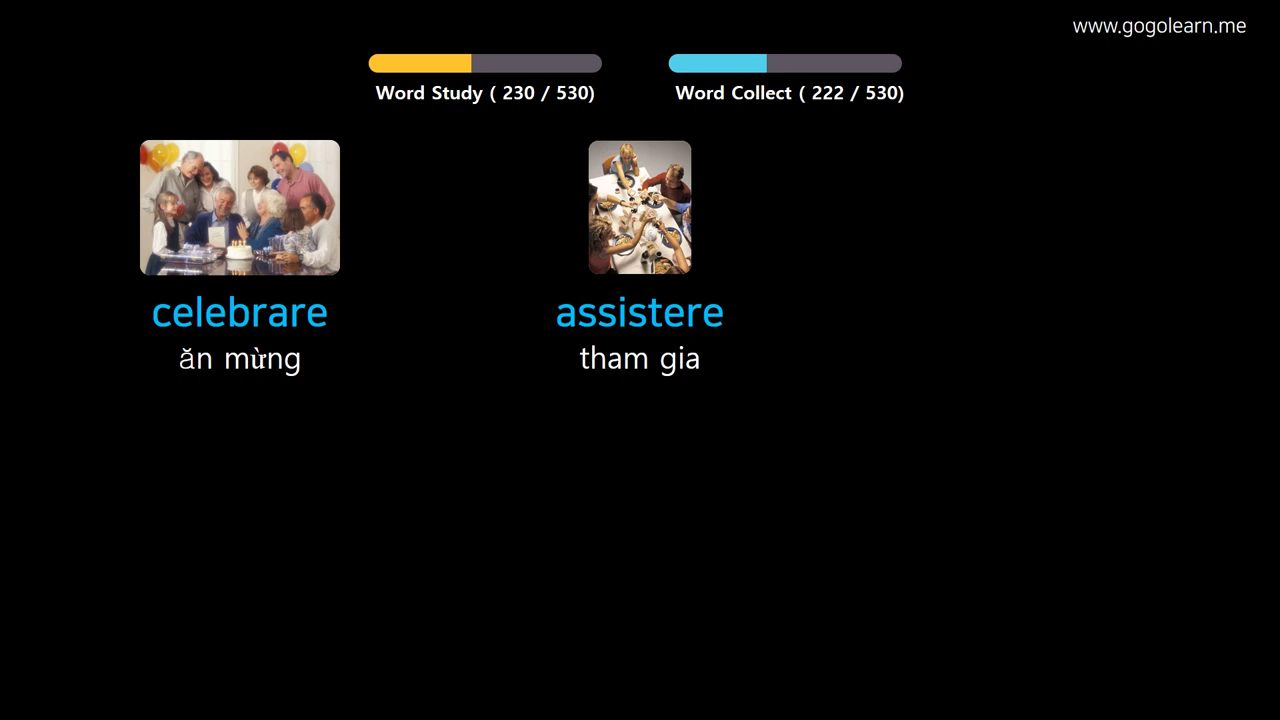 www.gogolearn.me
Word Study ( 230 / 530)
Word Collect ( 222 / 530)
celebrare
ăn mừng
assistere
tham gia